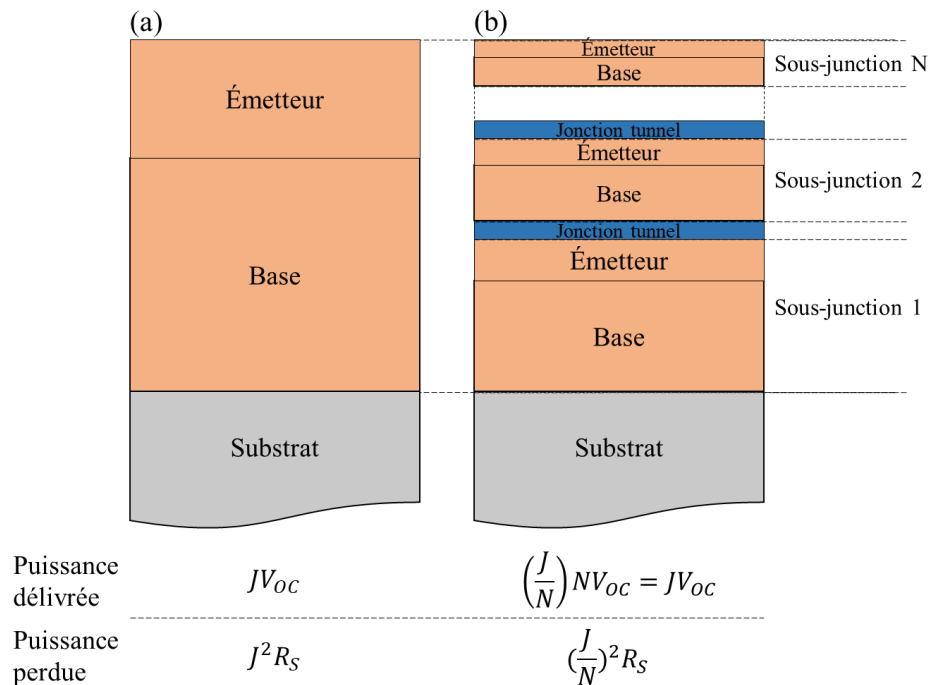 (a)
(b)
Émetteur
Base
Substrat
Émetteur
Base
Sous-junction N
Jonction tunnel
Émetteur
Base
Sous-junction 2
Jonction tunnel
Émetteur
Base
Sous-junction 1
Substrat
Puissance
délivrée
JV_{OC}
(J/N) NV_{OC} = JV_{OC}
Puissance
perdue
J²R_S
(J/N)²R_S